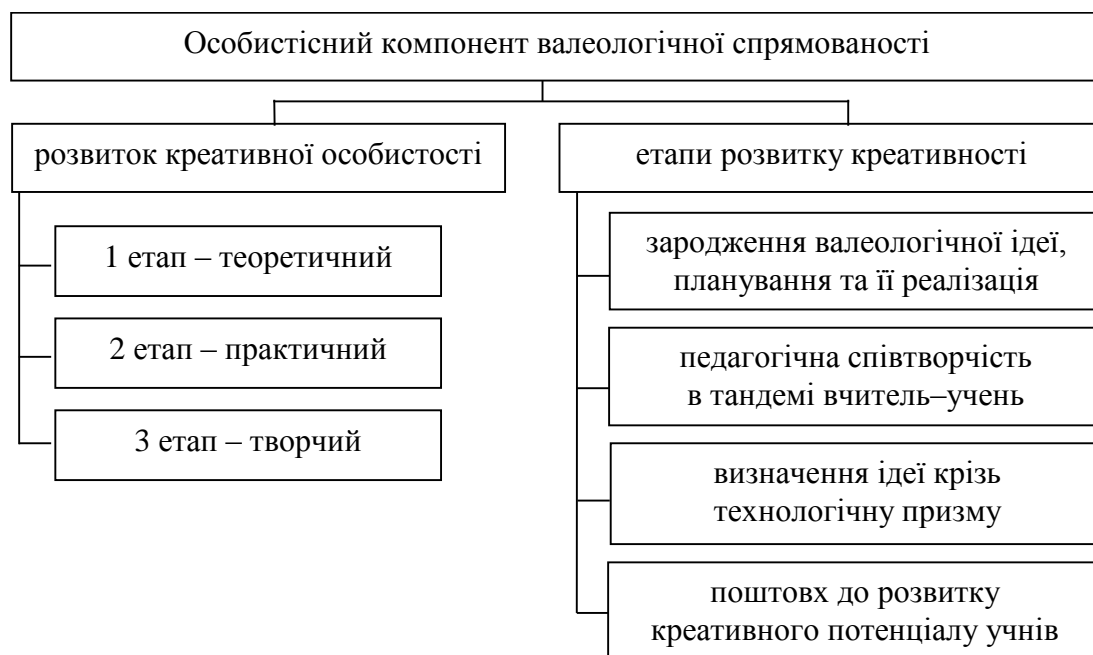 Особистісний компонент валеологічної спрямованості
розвиток креативної особистості
1 етап – теоретичний
2 етап – практичний
3 етап – творчий
етапи розвитку креативності
зародження валеологічної ідеї,
планування та її реалізація
педагогічна співтворчість
в тандемі вчитель–учень
визначення ідеї крізь
технологічну призму
поштовх до розвитку
креативного потенціалу учнів